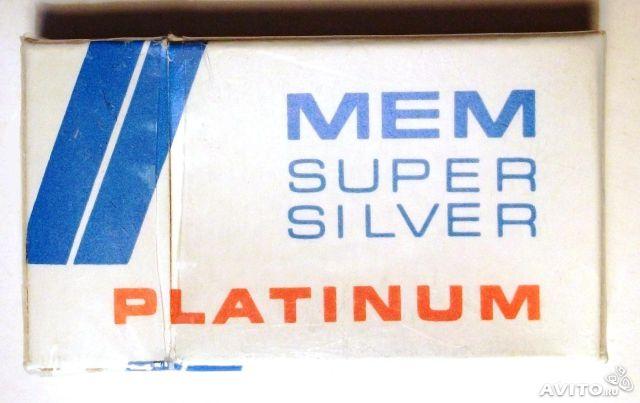 MEM
SUPER
SILVER
PLATINUM
AVITO.ru